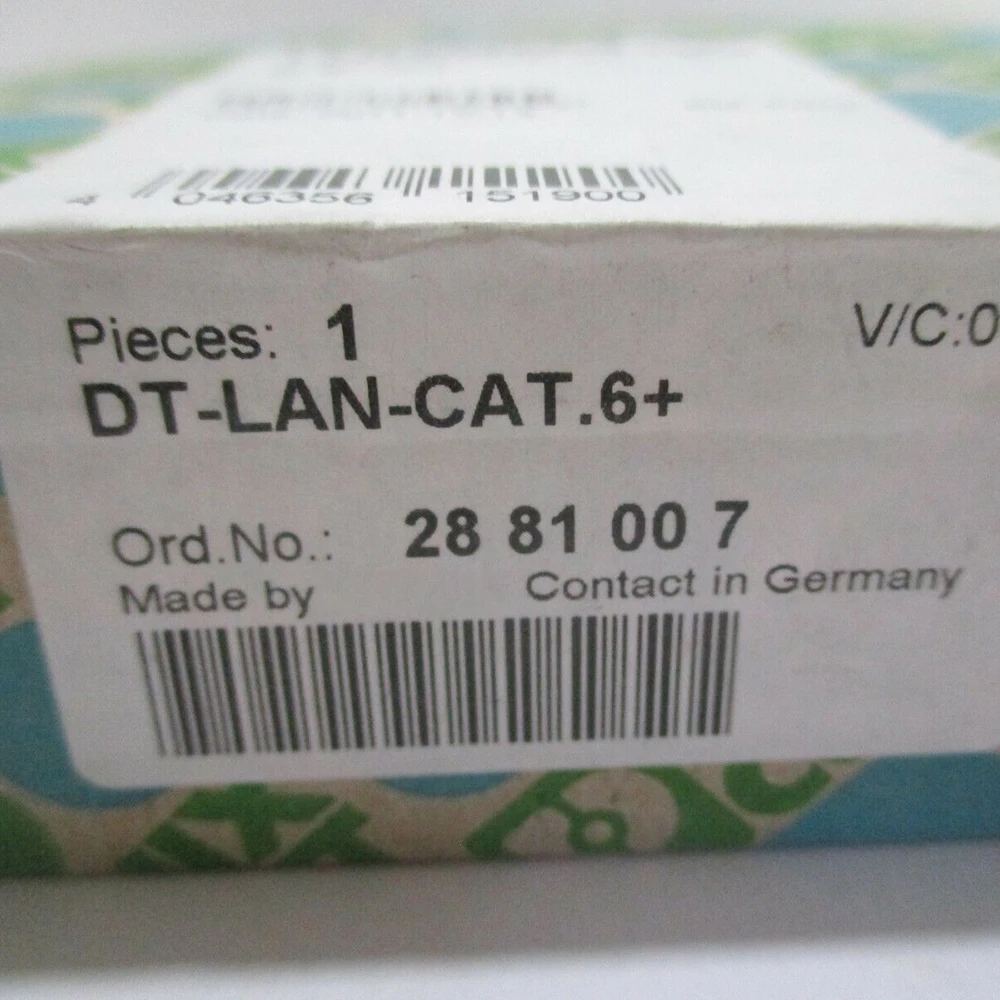 4 046356 151900
Pieces: 1 V/C:0
DT-LAN-CAT.6+
Ord.No.: 28 81 00 7
Made by Contact in Germany